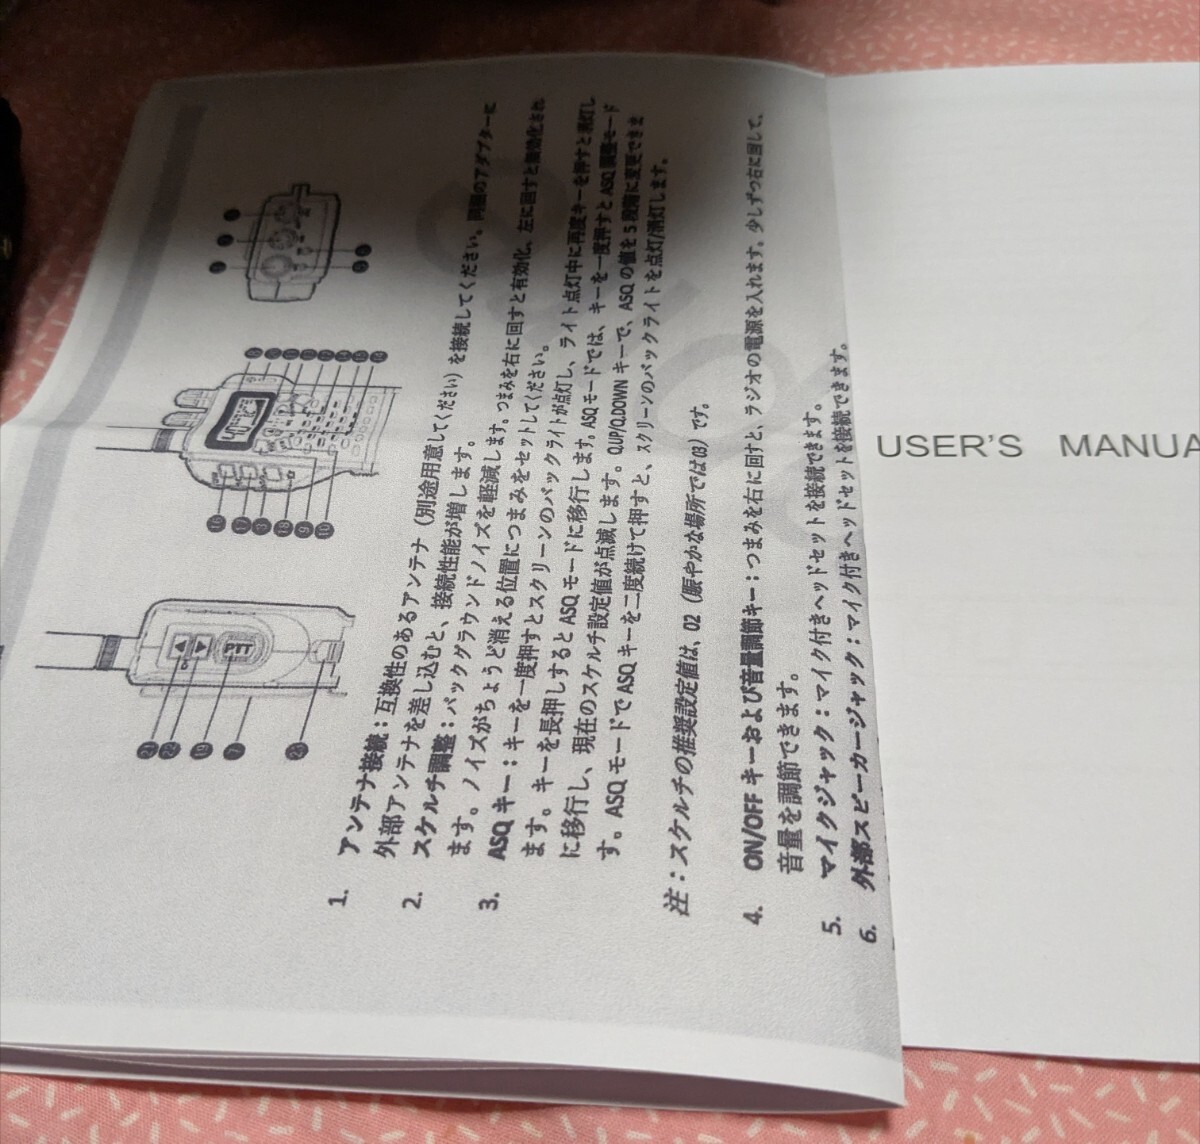 PTT
1. アンテナ接続：互換性のあるアンテナ（別途用意してください）を接続してください。同梱のアダプターに
外部アンテナを差し込むと、接続性能が増します。
2. スケルチ調整：バックグラウンドノイズを軽減します。つまみを右に回すと有効化、左に回すと無効化され
ます。ノイズがちょうど消える位置につまみをセットしてください。
3. ASQ キー：キーを一度押すとスクリーンのバックライトが点灯し、ライト点灯中に再度キーを押すと消灯し
ます。キーを長押しすると ASQ モードに移行します。ASQ モードでは、キーを一度押すと ASQ 調整モード
に移行し、現在のスケルチ設定値が点滅します。Q.UP/Q.DOWN キーで、ASQ の値を 5 段階に変更できま
す。ASQ モードで ASQ キーを二度続けて押すと、スクリーンのバックライトを点灯/消灯します。
注：スケルチの推奨設定値は、02（賑やかな場所では 03）です。
4. ON/OFF キーおよび音量調節キー：つまみを右に回すと、ラジオの電源を入れます。少しずつ右に回して、
音量を調節できます。
5. マイクジャック：マイク付きヘッドセットを接続できます。
6. 外部スピーカージャック：マイク付きヘッドセットを接続できます。
USER'S MANUA